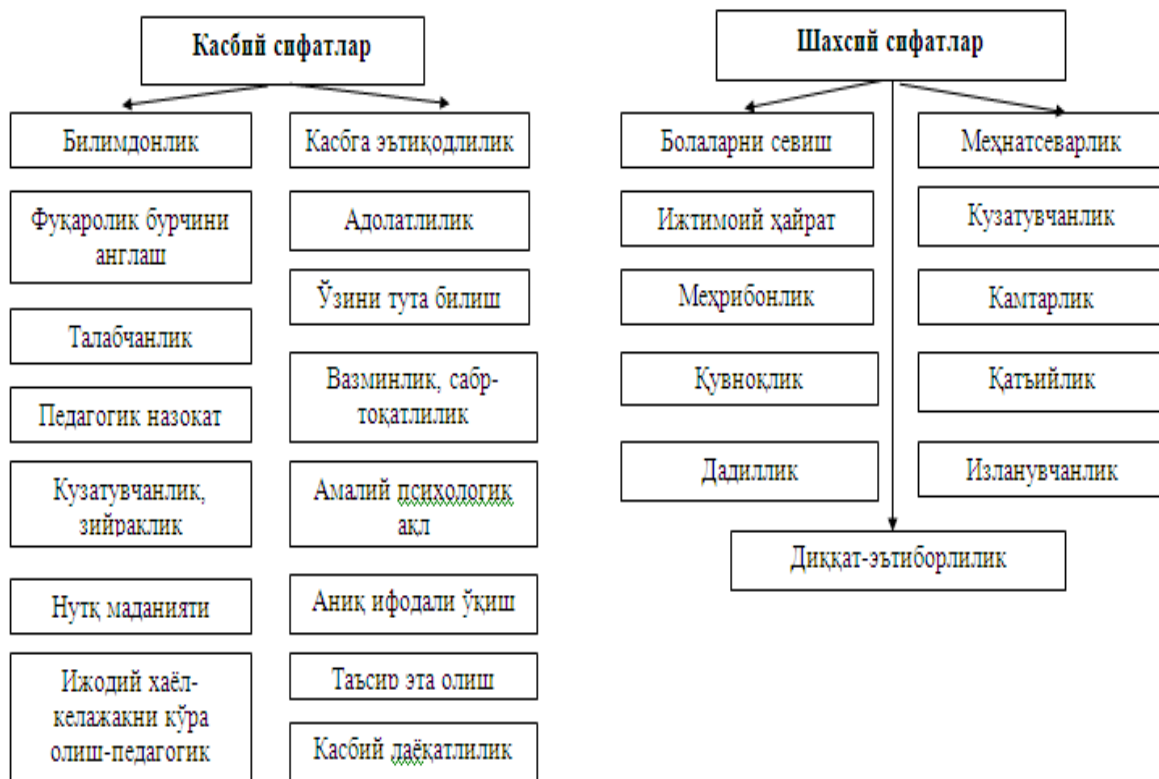 Касбий сифатлар
Билимдонлик
Фуқаролик бурчини
англаш
Талабчанлик
Педагогик назокат
Кузатувчанлик,
зийраклик
Нутқ маданияти
Ижодий хаёл-
келажакни кўра
олиш-педагогик
Касбга эътиқодлилик
Адолатлилик
Ўзини тута билиш
Вазминлик, сабр-
тоқатлилик
Амалий психологик
ақл
Аниқ ифодали ўқиш
Таъсир эта олиш
Касбий лаёқатлилик
Шахсий сифатлар
Болаларни севиш
Ижтимоий ҳайрат
Меҳрибонлик
Қувноқлик
Дадиллик
Меҳнатсеварлик
Кузатувчанлик
Камтарлик
Қатъийлик
Изланувчанлик
Диққат-эътиборлилик